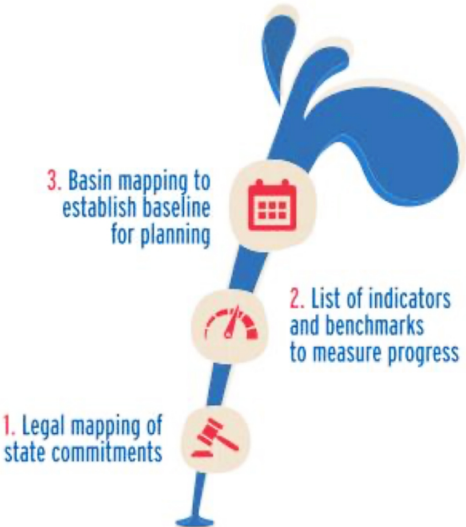 3. Basin mapping to
establish baseline
for planning
2. List of indicators
and benchmarks
to measure progress
1. Legal mapping of
state commitments